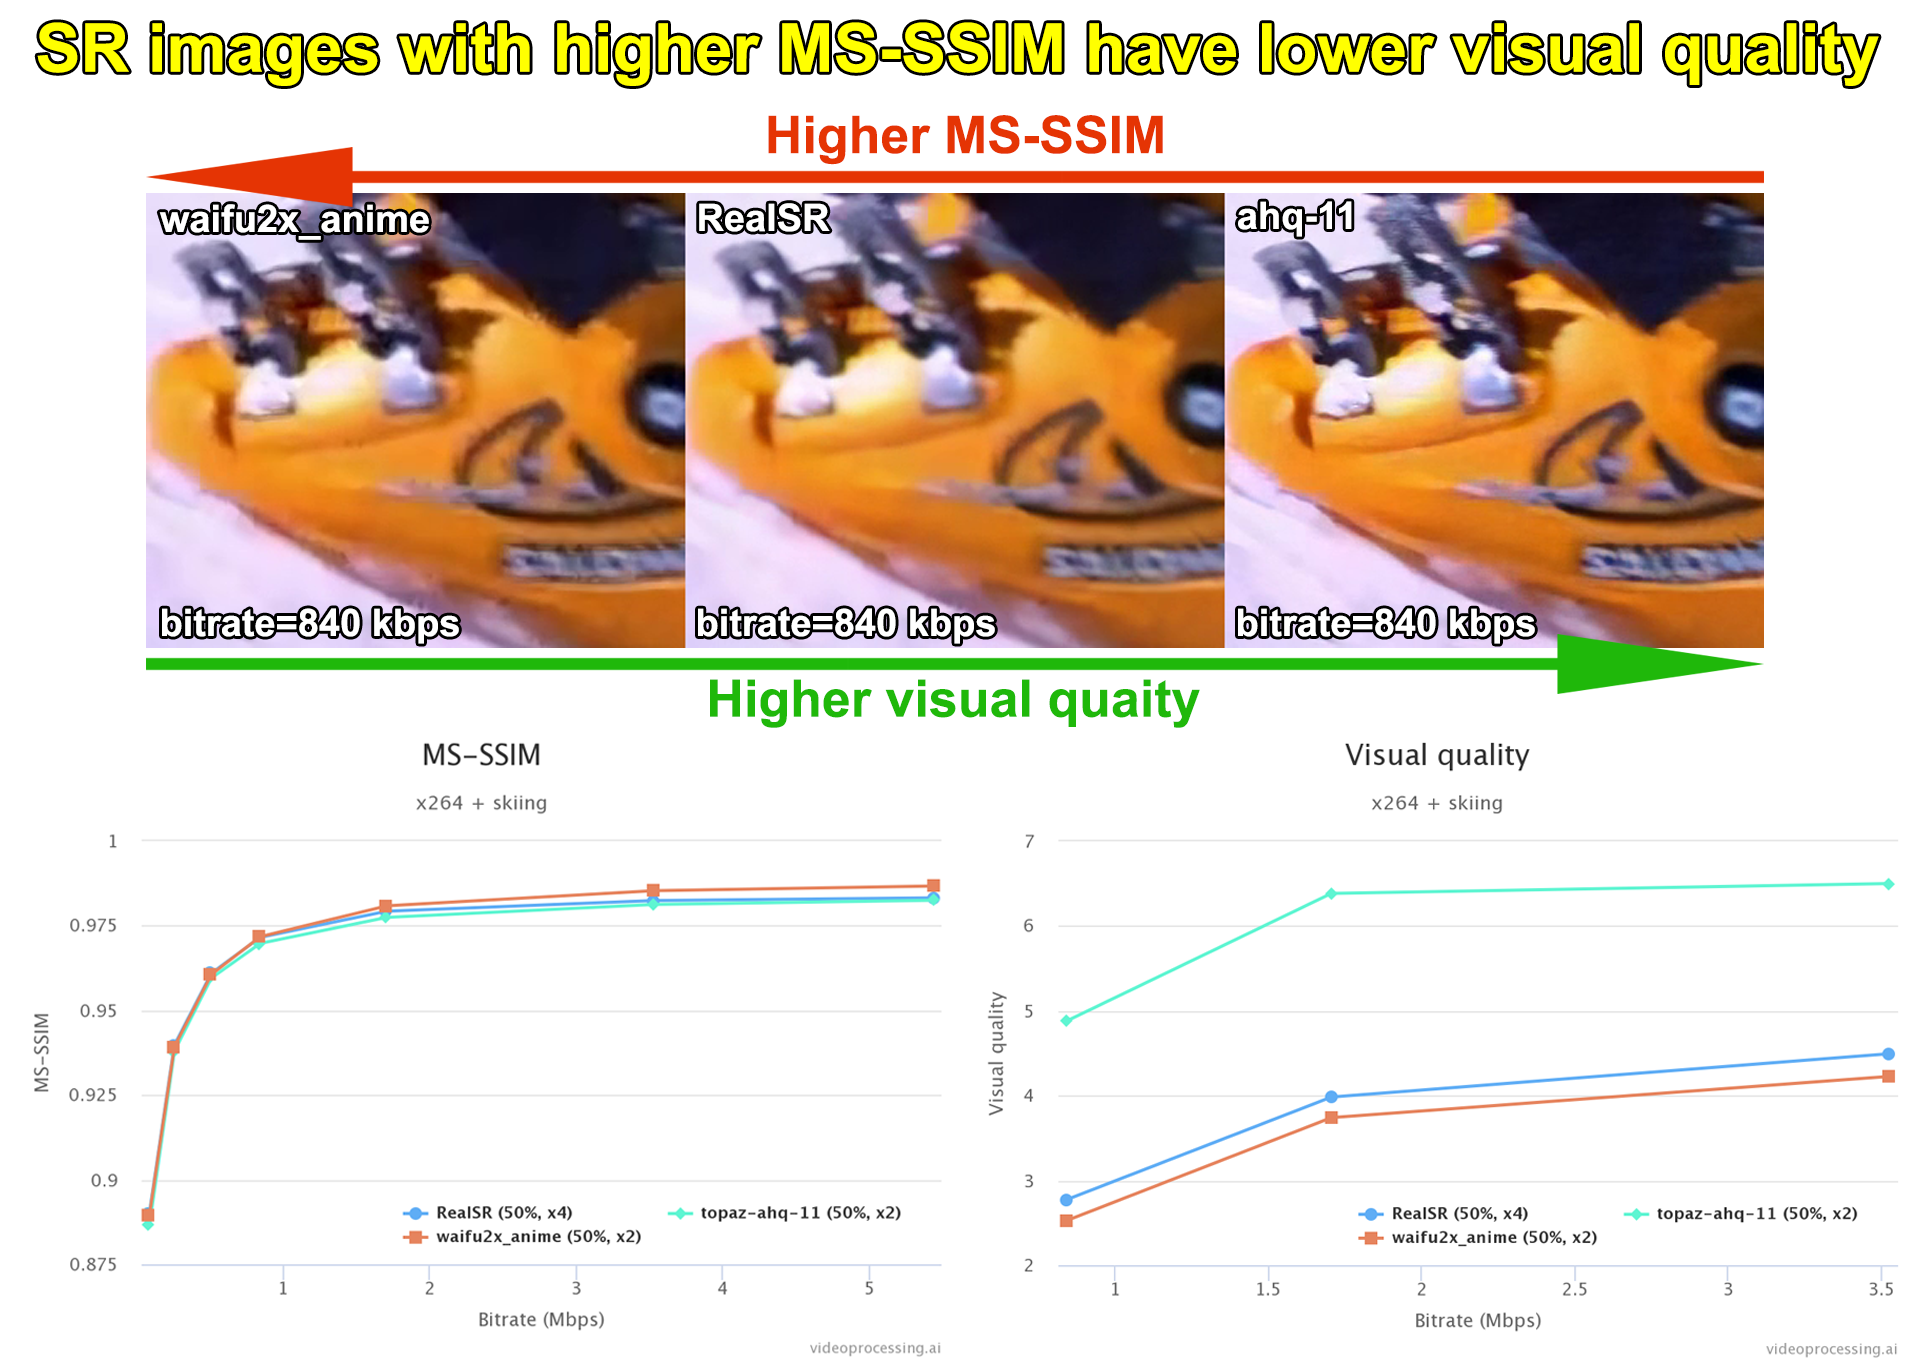 SR images with higher MS-SSIM have lower visual quality
Higher MS-SSIM
waifu2x_anime
RealSR
ahq-11
bitrate=840 kbps
bitrate=840 kbps
bitrate=840 kbps
Higher visual quaity
MS-SSIM
x264 + skiing
1
0.975
0.95
0.925
0.9
0.875
MS-SSIM
RealSR (50%, x4)
topaz-ahq-11 (50%, x2)
waifu2x_anime (50%, x2)
1
2
3
4
5
Bitrate (Mbps)
videoprocessing.ai
Visual quality
x264 + skiing
7
6
5
4
3
2
Visual quality
RealSR (50%, x4)
topaz-ahq-11 (50%, x2)
waifu2x_anime (50%, x2)
1
1.5
2
2.5
3
3.5
Bitrate (Mbps)
videoprocessing.ai